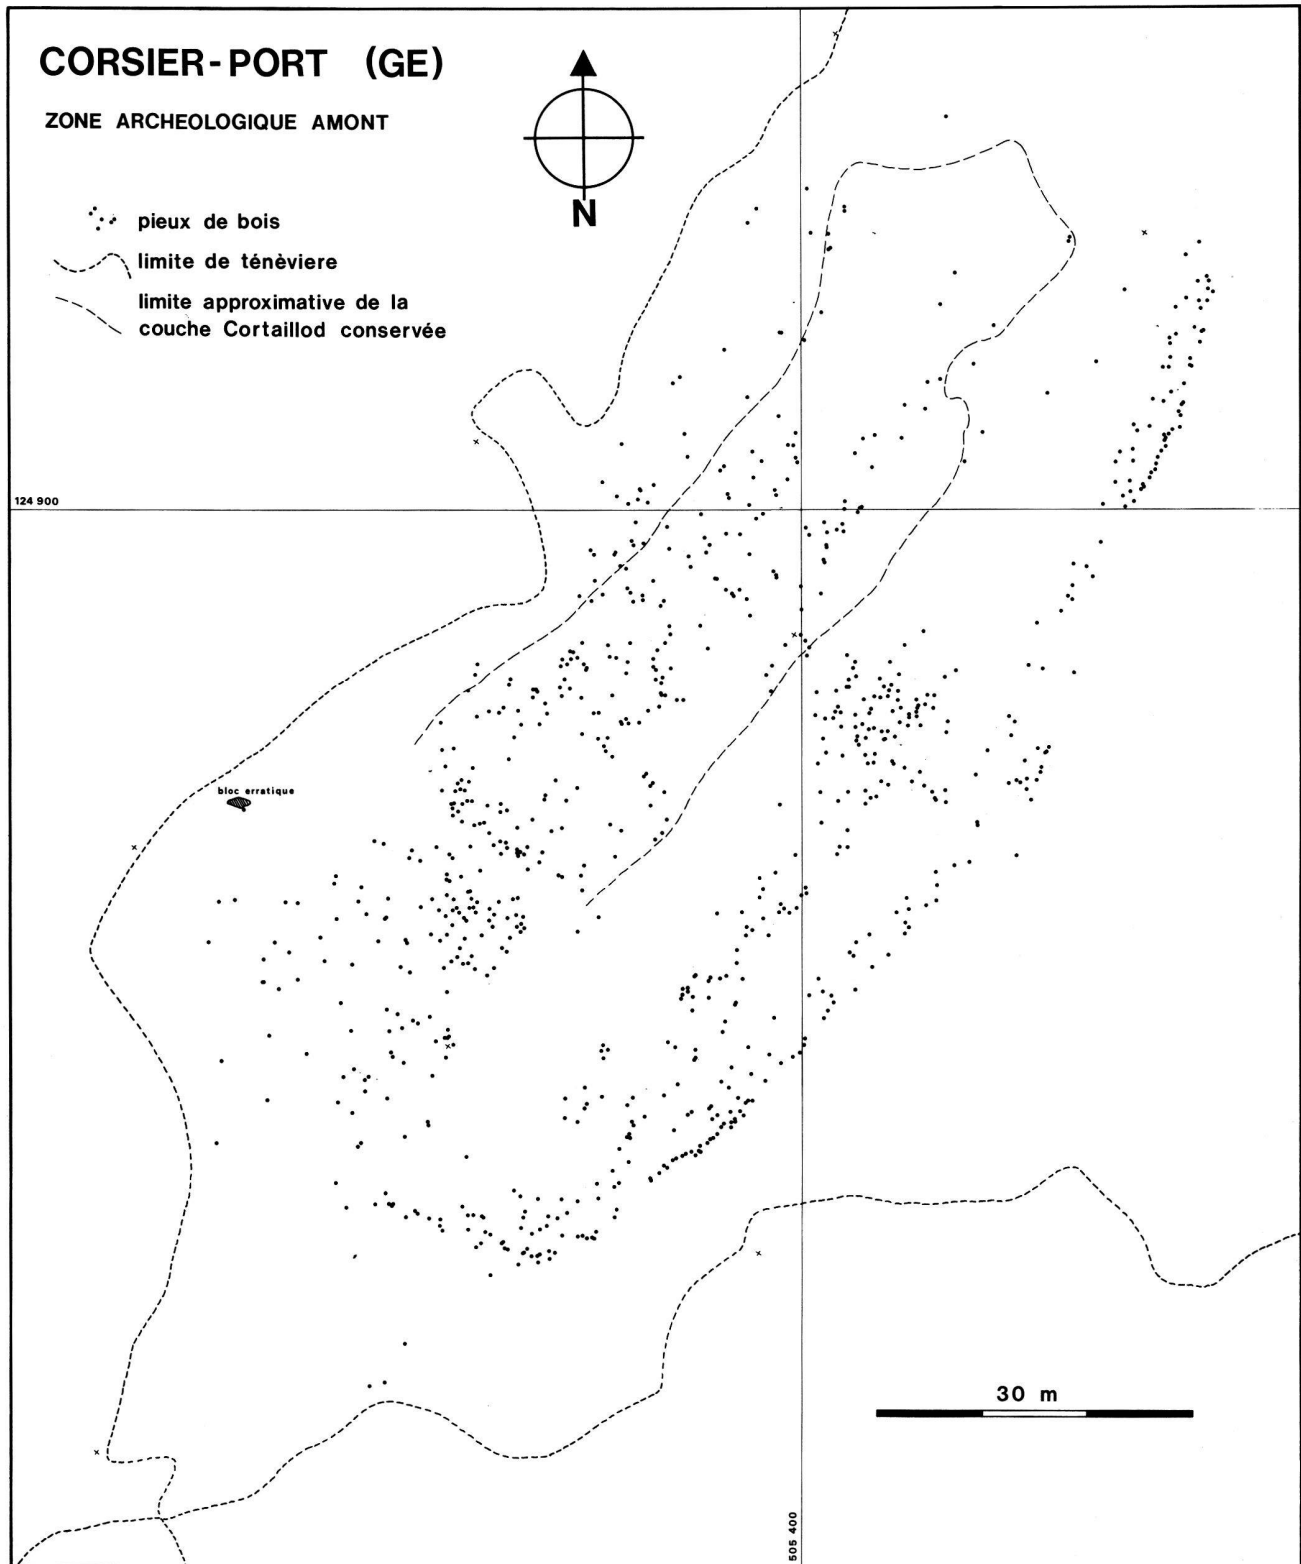 CORSIER-PORT (GE)
ZONE ARCHEOLOGIQUE AMONT
N
pieux de bois
limite de ténèviere
limite approximative de la
couche Cortaillod conservée
124 900
bloc erratique
30 m
505 400